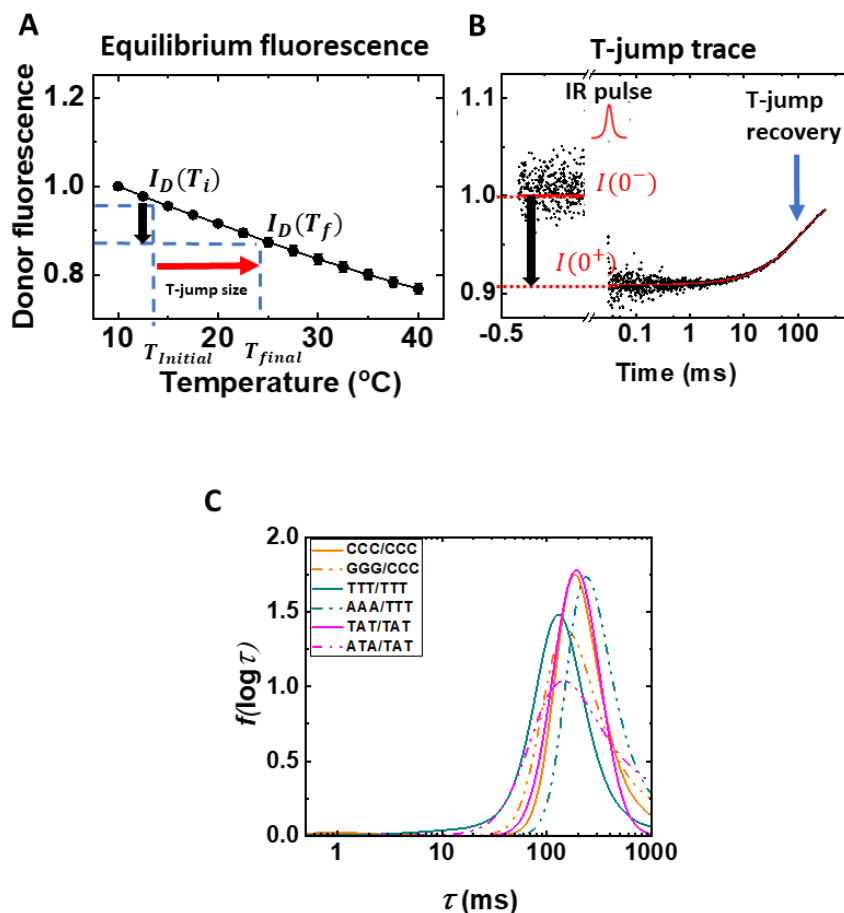 A
Equilibrium fluorescence
Donor fluorescence
1.2
1.0
0.8
I_D(T_i)
I_D(T_f)
T-jump size
10 20 30 40
T_Initial T_final
Temperature (°C)
B
T-jump trace
IR pulse
T-jump
recovery
1.1
1.0
0.9
I(0⁻)
I(0⁺)
-0.5 0.1 1 10 100
Time (ms)
C
f(log τ)
2.0
1.5
1.0
0.5
0.0
CCC/CCC
GGG/CCC
TTT/TTT
AAA/TTT
TAT/TAT
ATA/TAT
1 10 100 1000
τ (ms)